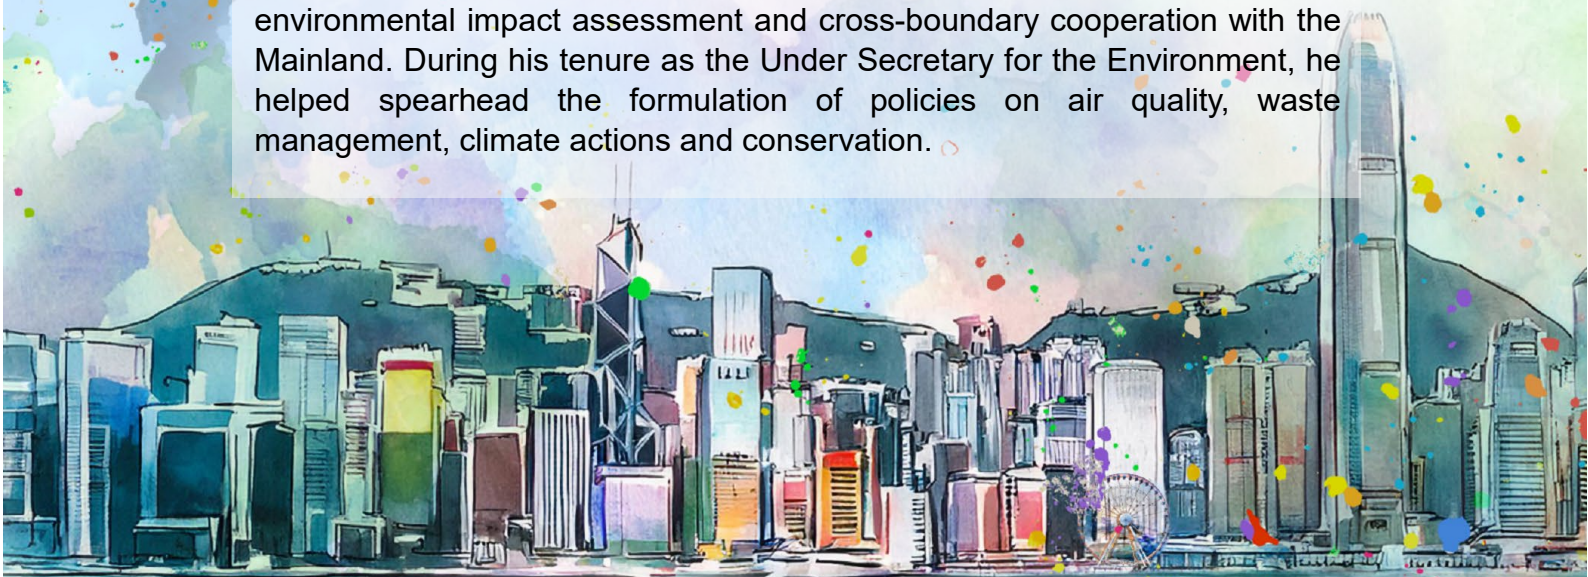 environmental impact assessment and cross-boundary cooperation with the
Mainland. During his tenure as the Under Secretary for the Environment, he
helped spearhead the formulation of policies on air quality, waste
management, climate actions and conservation.